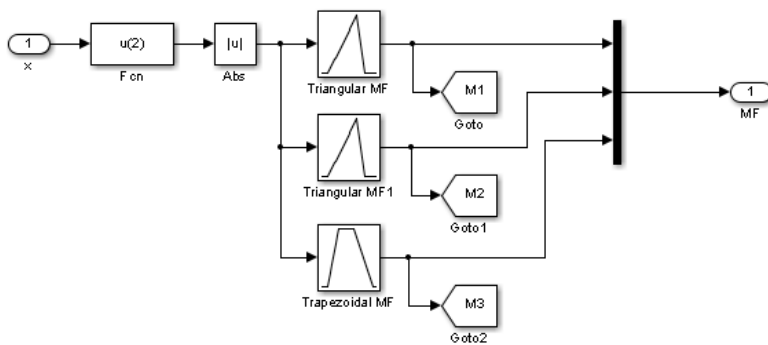 1
x
u(2)
Fcn
|u|
Abs
Triangular MF
M1
Goto
Triangular MF1
M2
Goto1
Trapezoidal MF
M3
Goto2
1
MF